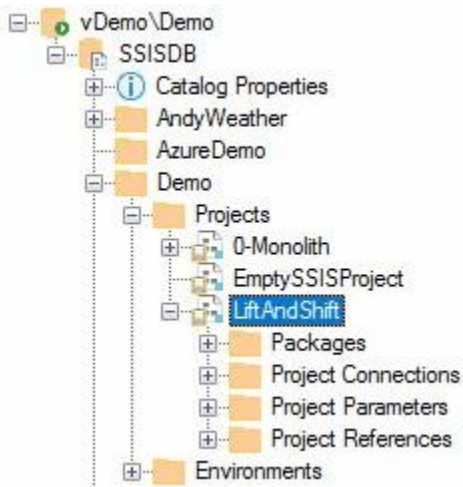 vDemo\Demo
SSISDB
Catalog Properties
AndyWeather
AzureDemo
Demo
Projects
0-Monolith
EmptySSISProject
LiftAndShift
Packages
Project Connections
Project Parameters
Project References
Environments